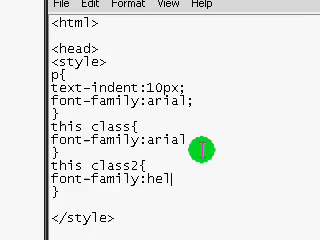 File Edit Format View Help
<html>
<head>
<style>
p{
text-indent:10px;
font-family:arial;
}
this class{
font-family:arial
}
this class2{
font-family:hel
}
</style>